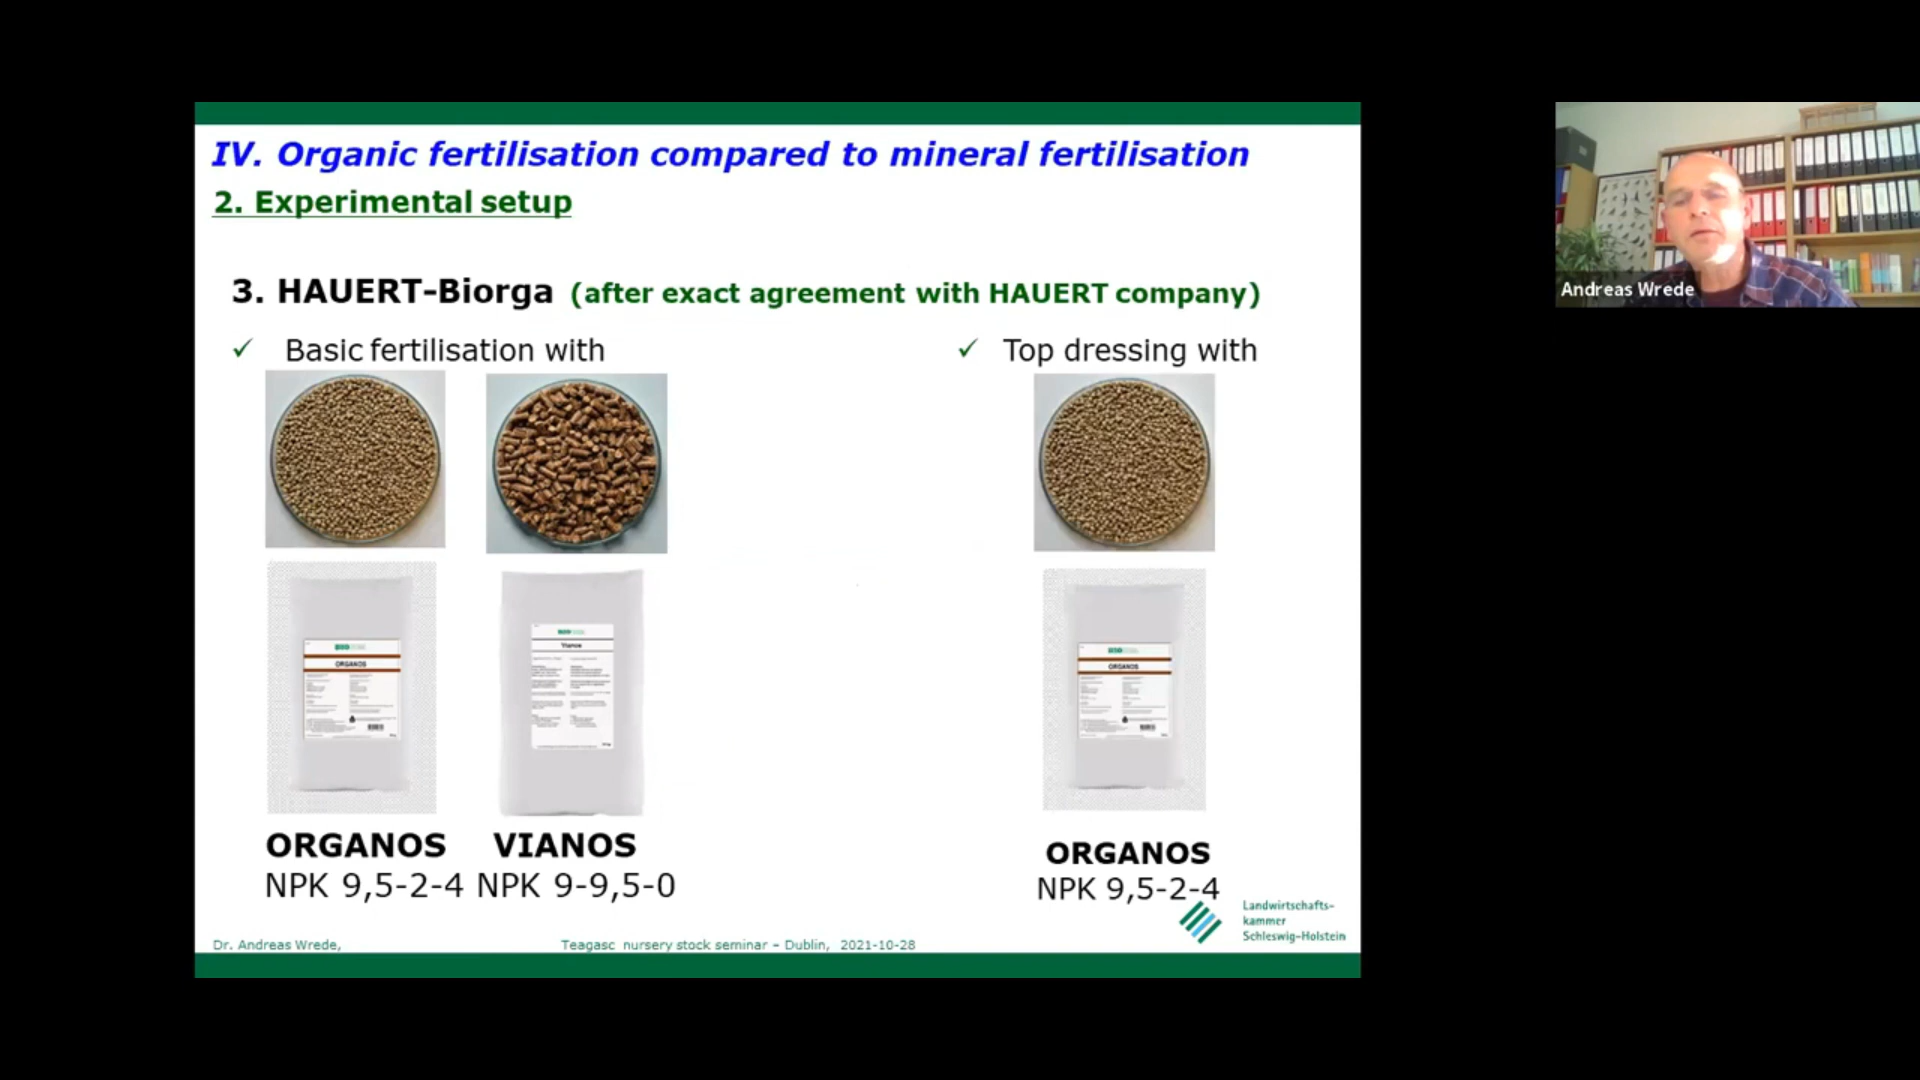 IV. Organic fertilisation compared to mineral fertilisation
2. Experimental setup
3. HAUERT-Biorga (after exact agreement with HAUERT company)
✓ Basic fertilisation with
✓ Top dressing with
ORGANOS
Vianos
ORGANOS
ORGANOS VIANOS
NPK 9,5-2-4 NPK 9-9,5-0
ORGANOS
NPK 9,5-2-4
Landwirtschafts-
kammer
Schleswig-Holstein
Dr. Andreas Wrede,
Teagasc nursery stock seminar – Dublin, 2021-10-28
Andreas Wrede